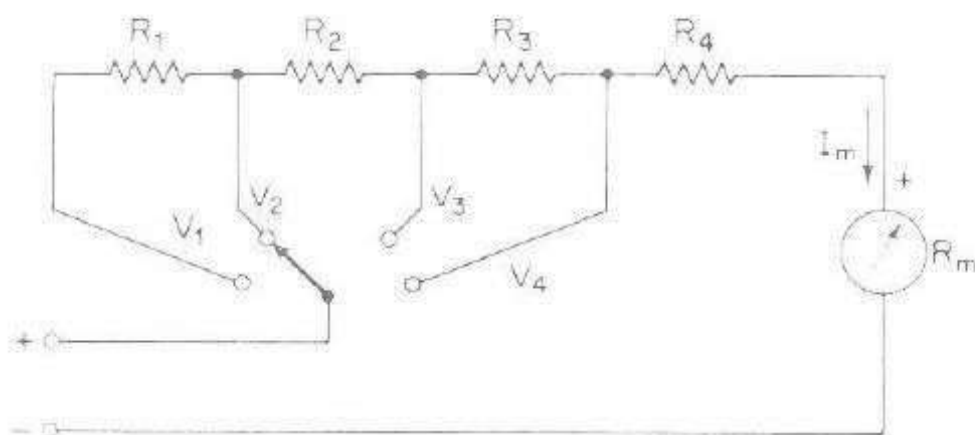 R1 R2 R3 R4
Im
+
V2 V3
V1
Rm
V4
+
−